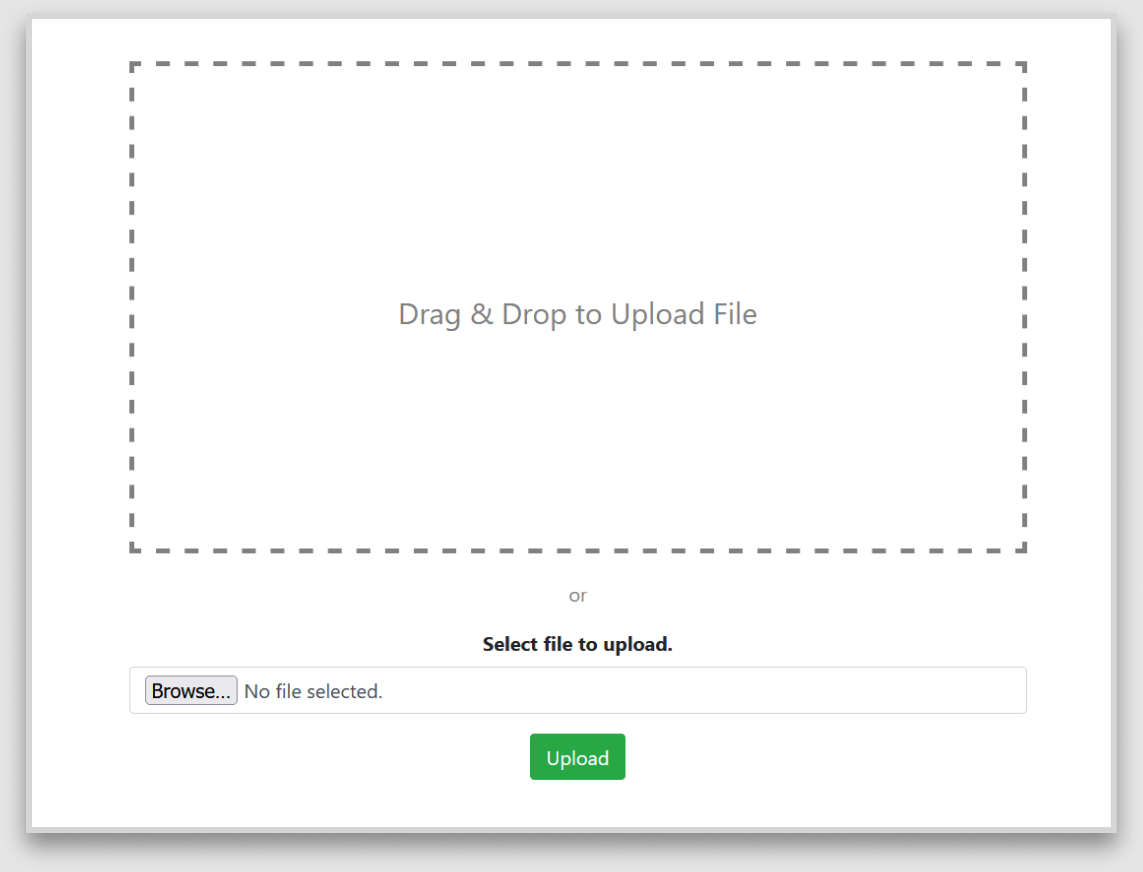 Drag & Drop to Upload File
or
Select file to upload.
Browse... No file selected.
Upload